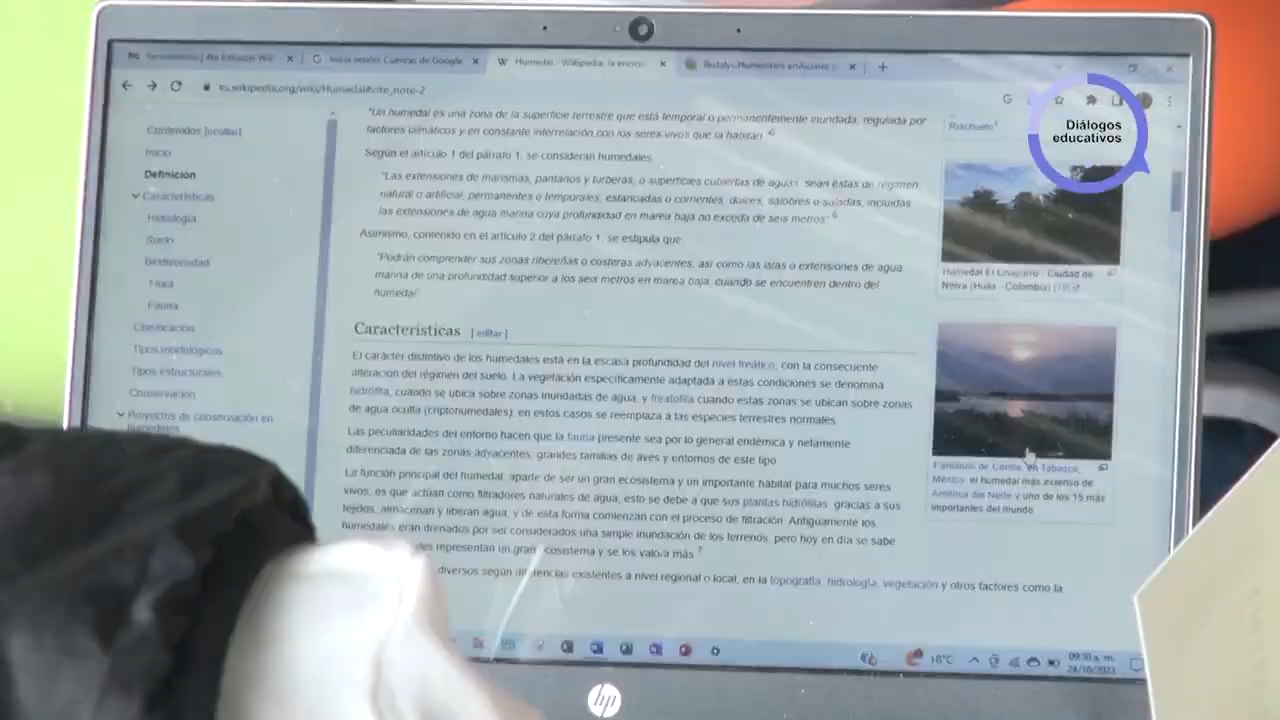 Inicia sesión: Cuentas de Google
Humedal - Wikipedia, la encicl
es.wikipedia.org/wiki/Humedal#cite_note-2
Diálogos
educativos
Contenidos [ocultar]
Inicio
Definición
Características
Hidrología
Suelo
Biodiversidad
Flora
Fauna
Clasificación
Tipos morfológicos
Tipos estructurales
Conservación
Proyectos de conservación en
humedales
"Un humedal es una zona de la superficie terrestre que está temporal o permanentemente inundada, regulada por
factores climáticos y en constante interrelación con los seres vivos que la habitan."
Según el artículo 1 del párrafo 1, se consideran humedales:
"Las extensiones de marismas, pantanos y turberas, o superficies cubiertas de aguas, sean éstas de régimen
natural o artificial, permanentes o temporales, estancadas o corrientes, dulces, salobres o saladas, incluidas
las extensiones de agua marina cuya profundidad en marea baja no exceda de seis metros" 6
Asimismo, contenido en el artículo 2 del párrafo 1, se estipula que:
"Podrán comprender sus zonas ribereñas o costeras adyacentes, así como las islas o extensiones de agua
marina de una profundidad superior a los seis metros en marea baja, cuando se encuentren dentro del
humedal"
Características [editar]
El carácter distintivo de los humedales está en la escasa profundidad del nivel freático, con la consecuente
alteración del régimen del suelo. La vegetación específicamente adaptada a estas condiciones se denomina
hidrófita, cuando se ubica sobre zonas inundadas de agua, y freatofita cuando estas zonas se ubican sobre zonas
de agua oculta (criptohumedales); en estos casos se reemplaza a las especies terrestres normales.
Las peculiaridades del entorno hacen que la fauna presente sea por lo general endémica y netamente
diferenciada de las zonas adyacentes; grandes familias de aves y entornos de este tipo.
La función principal del humedal, aparte de ser un gran ecosistema y un importante hábitat para muchos seres
vivos, es que actúan como filtradores naturales de agua, esto se debe a que sus plantas hidrófitas, gracias a sus
tejidos, almacenan y liberan agua, y de esta forma comienzan con el proceso de filtración. Antiguamente los
humedales eran drenados por ser considerados una simple inundación de los terrenos, pero hoy en día se sabe
les representan un gran ecosistema y se los valora más. 7
diversos según diferencias existentes a nivel regional o local, en la topografía, hidrología, vegetación y otros factores como la
Riachuelo
Humedal El Chaparro - Ciudad de
Neiva (Huila - Colombia)
Pantanos de Centla, en Tabasco,
México, el humedal más extenso de
América del Norte y uno de los 15 más
importantes del mundo
18°C
09:30 a. m.
24/10/2023
hp